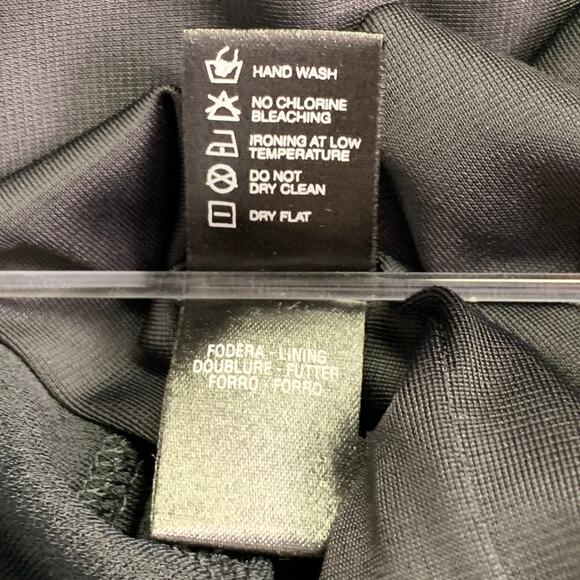 HAND WASH
NO CHLORINE
BLEACHING
IRONING AT LOW
TEMPERATURE
DO NOT
DRY CLEAN
DRY FLAT
FODERA - LINING
DOUBLURE - FUTTER
FORRO - FORRO